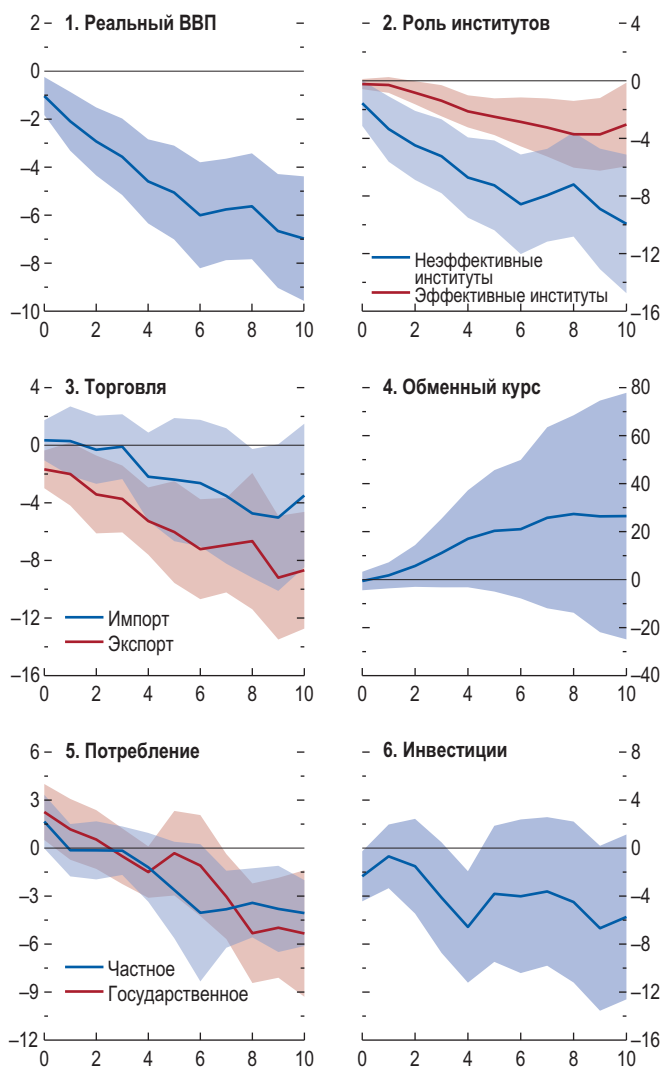 1. Реальный ВВП
2
0
–2
–4
–6
–8
–10
0 2 4 6 8 10
2. Роль институтов
4
0
–4
–8
–12
–16
Неэффективные
институты
Эффективные институты
0 2 4 6 8 10
3. Торговля
4
0
–4
–8
–12
–16
Импорт
Экспорт
0 2 4 6 8 10
4. Обменный курс
80
60
40
20
0
–20
–40
0 2 4 6 8 10
5. Потребление
6
3
0
–3
–6
–9
–12
Частное
Государственное
0 2 4 6 8 10
6. Инвестиции
8
4
0
–4
–8
–12
–16
0 2 4 6 8 10